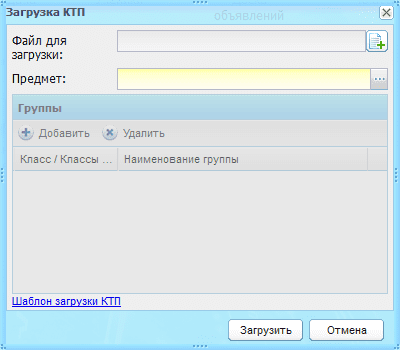 Загрузка КТП
объявлений
Файл для
загрузки:
Предмет:
...
Группы
Добавить Удалить
Класс / Классы ... Наименование группы
Шаблон загрузки КТП
Загрузить Отмена